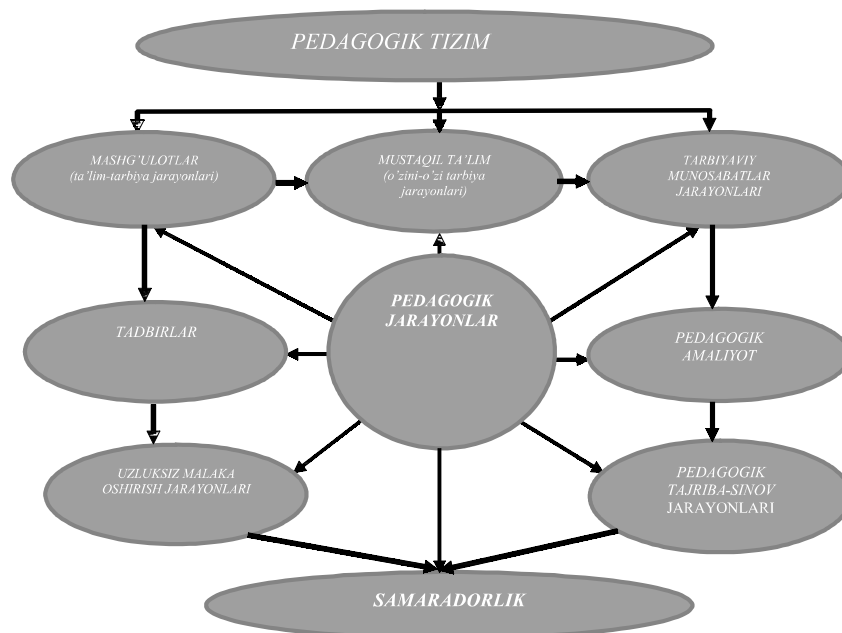 PEDAGOGIK TIZIM
MASHG’ULOTLAR
(ta’lim-tarbiya jarayonlari)
MUSTAQIL TA’LIM
(o’zini-o’zi tarbiya
jarayonlari)
TARBIYAVIY
MUNOSABATLAR
JARAYONLARI
PEDAGOGIK
JARAYONLAR
TADBIRLAR
PEDAGOGIK
AMALIYOT
UZLUKSIZ MALAKA
OSHIRISH JARAYONLARI
PEDAGOGIK
TAJRIBA-SINOV
JARAYONLARI
SAMARADORLIK